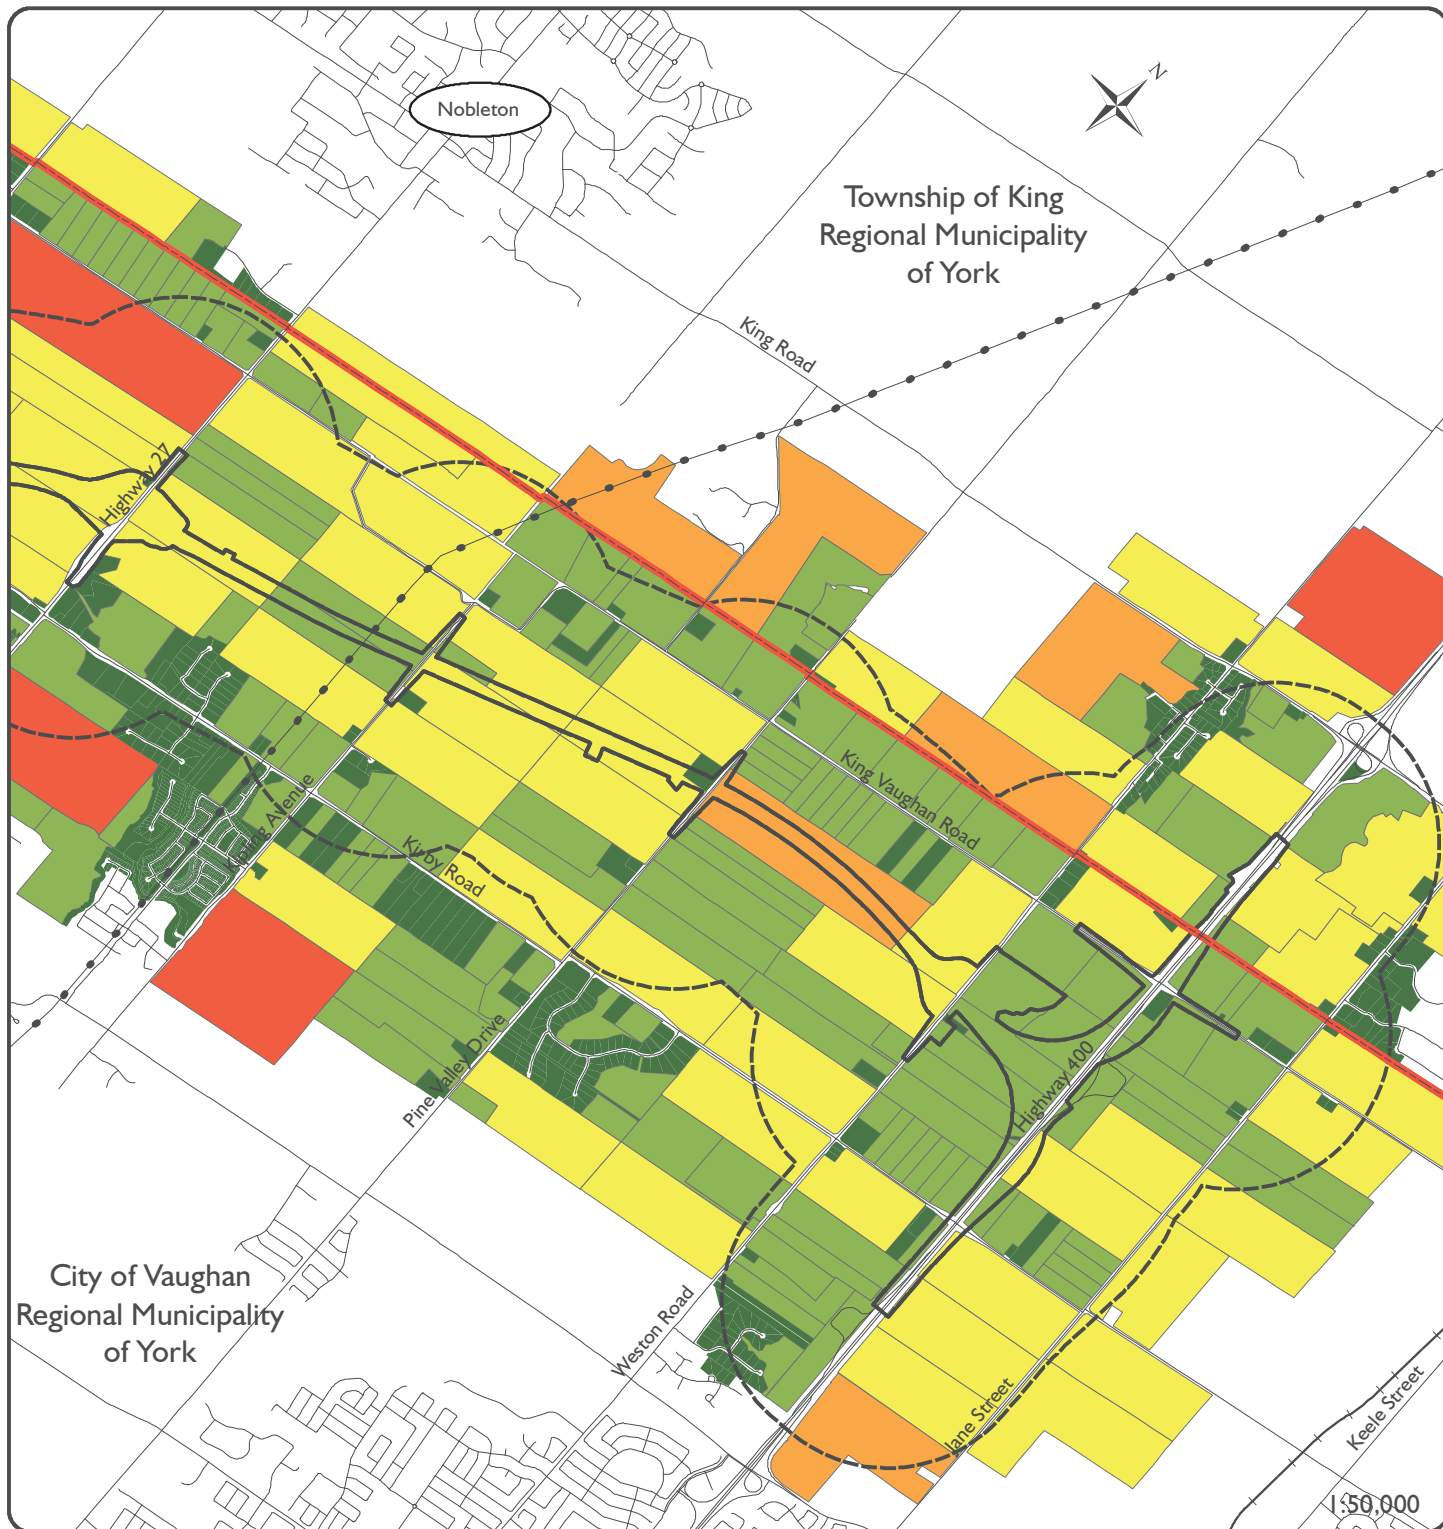 N
Nobleton
Township of King
Regional Municipality
of York
King Road
Highway 27
King Vaughan Road
Kipling Avenue
Kirby Road
Pine Valley Drive
Highway 400
City of Vaughan
Regional Municipality
of York
Weston Road
Jane Street
Keele Street
1:50,000